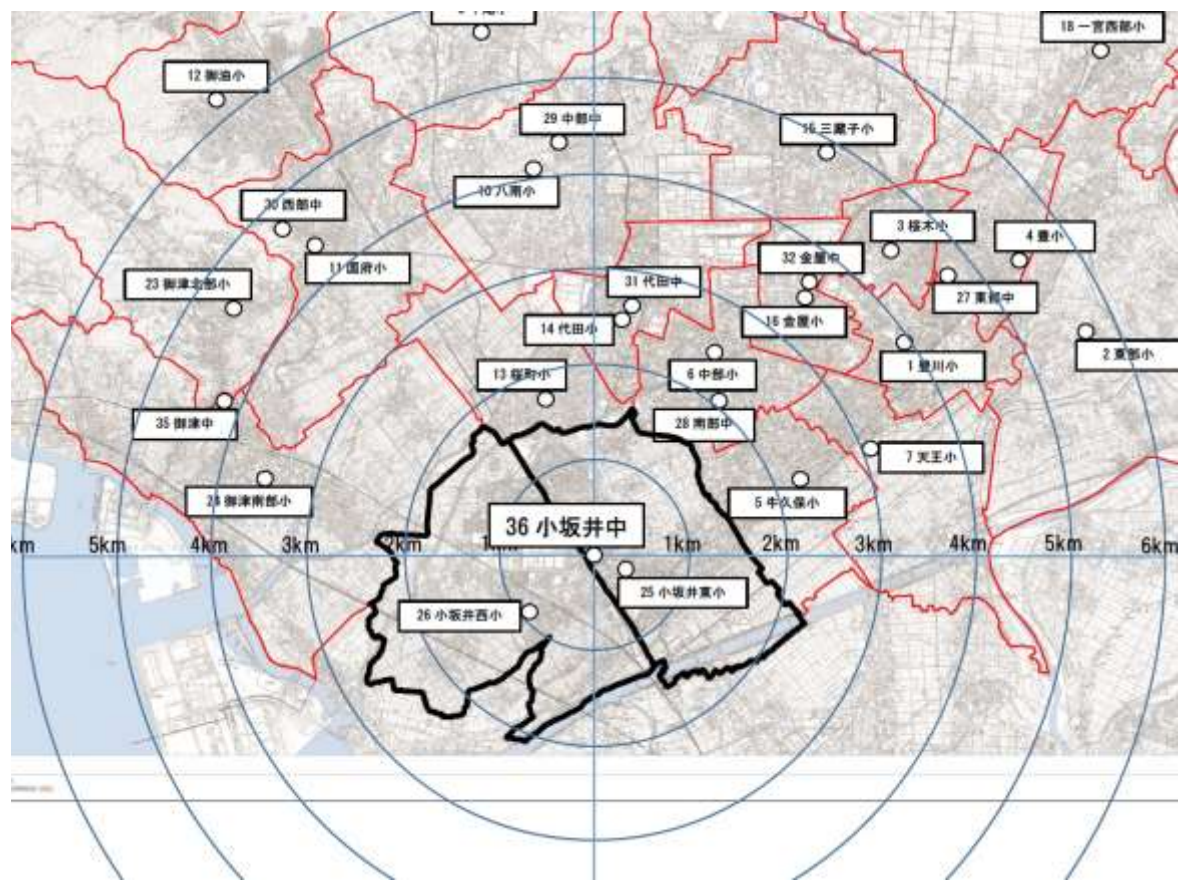 18 一宮西部小
12 御油小
29 中部中
15 三蔵子小
10 八南小
30 西部中
3 桜木小
4 豊小
32 金屋中
11 国府小
23 御津北部小
31 代田中
27 東部中
14 代田小
16 金屋小
2 東部小
1 豊川小
13 桜町小
6 中部小
35 御津中
28 南部中
7 天王小
24 御津南部小
5 牛久保小
36 小坂井中
km
5km
4km
3km
2km
1km
2km
3km
4km
5km
6km
25 小坂井東小
26 小坂井西小